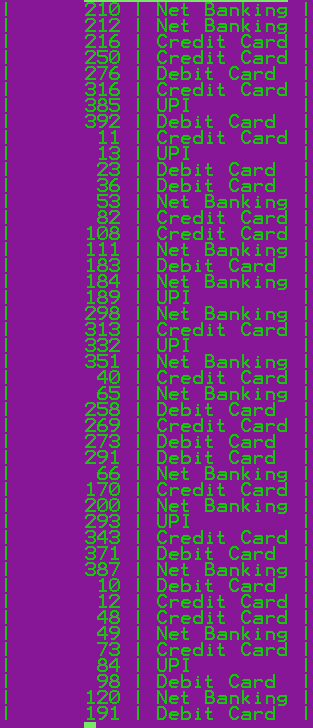 | 210 | Net Banking |
| 212 | Net Banking |
| 216 | Credit Card |
| 250 | Credit Card |
| 276 | Debit Card |
| 316 | Credit Card |
| 385 | UPI |
| 392 | Debit Card |
| 11 | Credit Card |
| 13 | UPI |
| 23 | Debit Card |
| 36 | Debit Card |
| 53 | Net Banking |
| 82 | Credit Card |
| 108 | Credit Card |
| 111 | Net Banking |
| 183 | Debit Card |
| 184 | Net Banking |
| 189 | UPI |
| 298 | Net Banking |
| 313 | Credit Card |
| 332 | UPI |
| 351 | Net Banking |
| 40 | Credit Card |
| 65 | Net Banking |
| 258 | Debit Card |
| 269 | Credit Card |
| 273 | Debit Card |
| 291 | Debit Card |
| 66 | Net Banking |
| 170 | Credit Card |
| 200 | Net Banking |
| 293 | UPI |
| 343 | Credit Card |
| 371 | Debit Card |
| 387 | Net Banking |
| 10 | Debit Card |
| 12 | Credit Card |
| 48 | Credit Card |
| 49 | Net Banking |
| 73 | Credit Card |
| 84 | UPI |
| 98 | Debit Card |
| 120 | Net Banking |
| 191 | Debit Card |